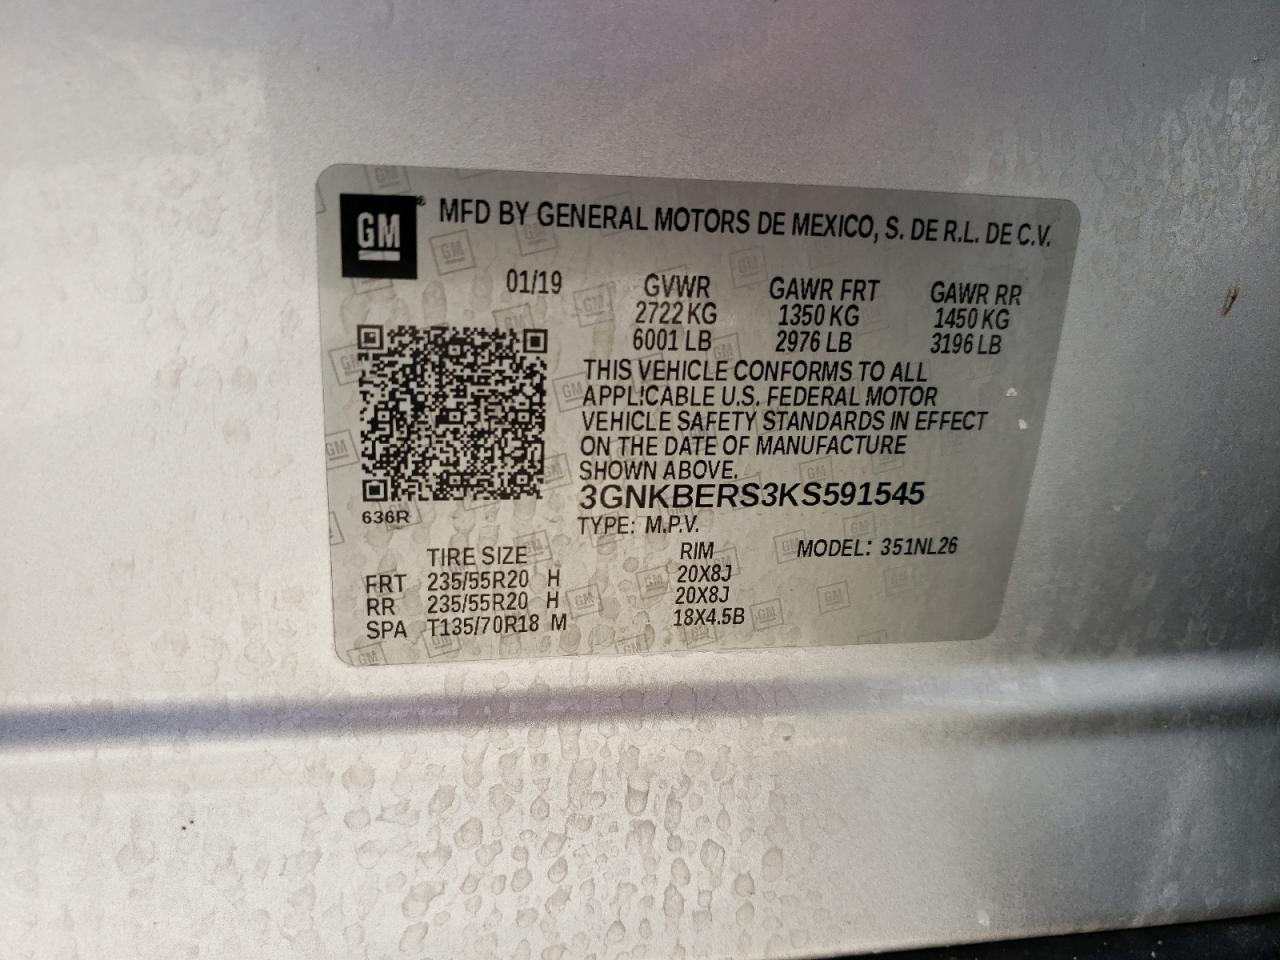 GM® MFD BY GENERAL MOTORS DE MEXICO, S. DE R.L. DE C.V.
01/19 GVWR GAWR FRT GAWR RR
2722 KG 1350 KG 1450 KG
6001 LB 2976 LB 3196 LB
THIS VEHICLE CONFORMS TO ALL
APPLICABLE U.S. FEDERAL MOTOR
VEHICLE SAFETY STANDARDS IN EFFECT
ON THE DATE OF MANUFACTURE
SHOWN ABOVE.
3GNKBERS3KS591545
636R
TYPE: M.P.V.
TIRE SIZE RIM MODEL: 351NL26
FRT 235/55R20 H 20X8J
RR 235/55R20 H 20X8J
SPA T135/70R18 M 18X4.5B